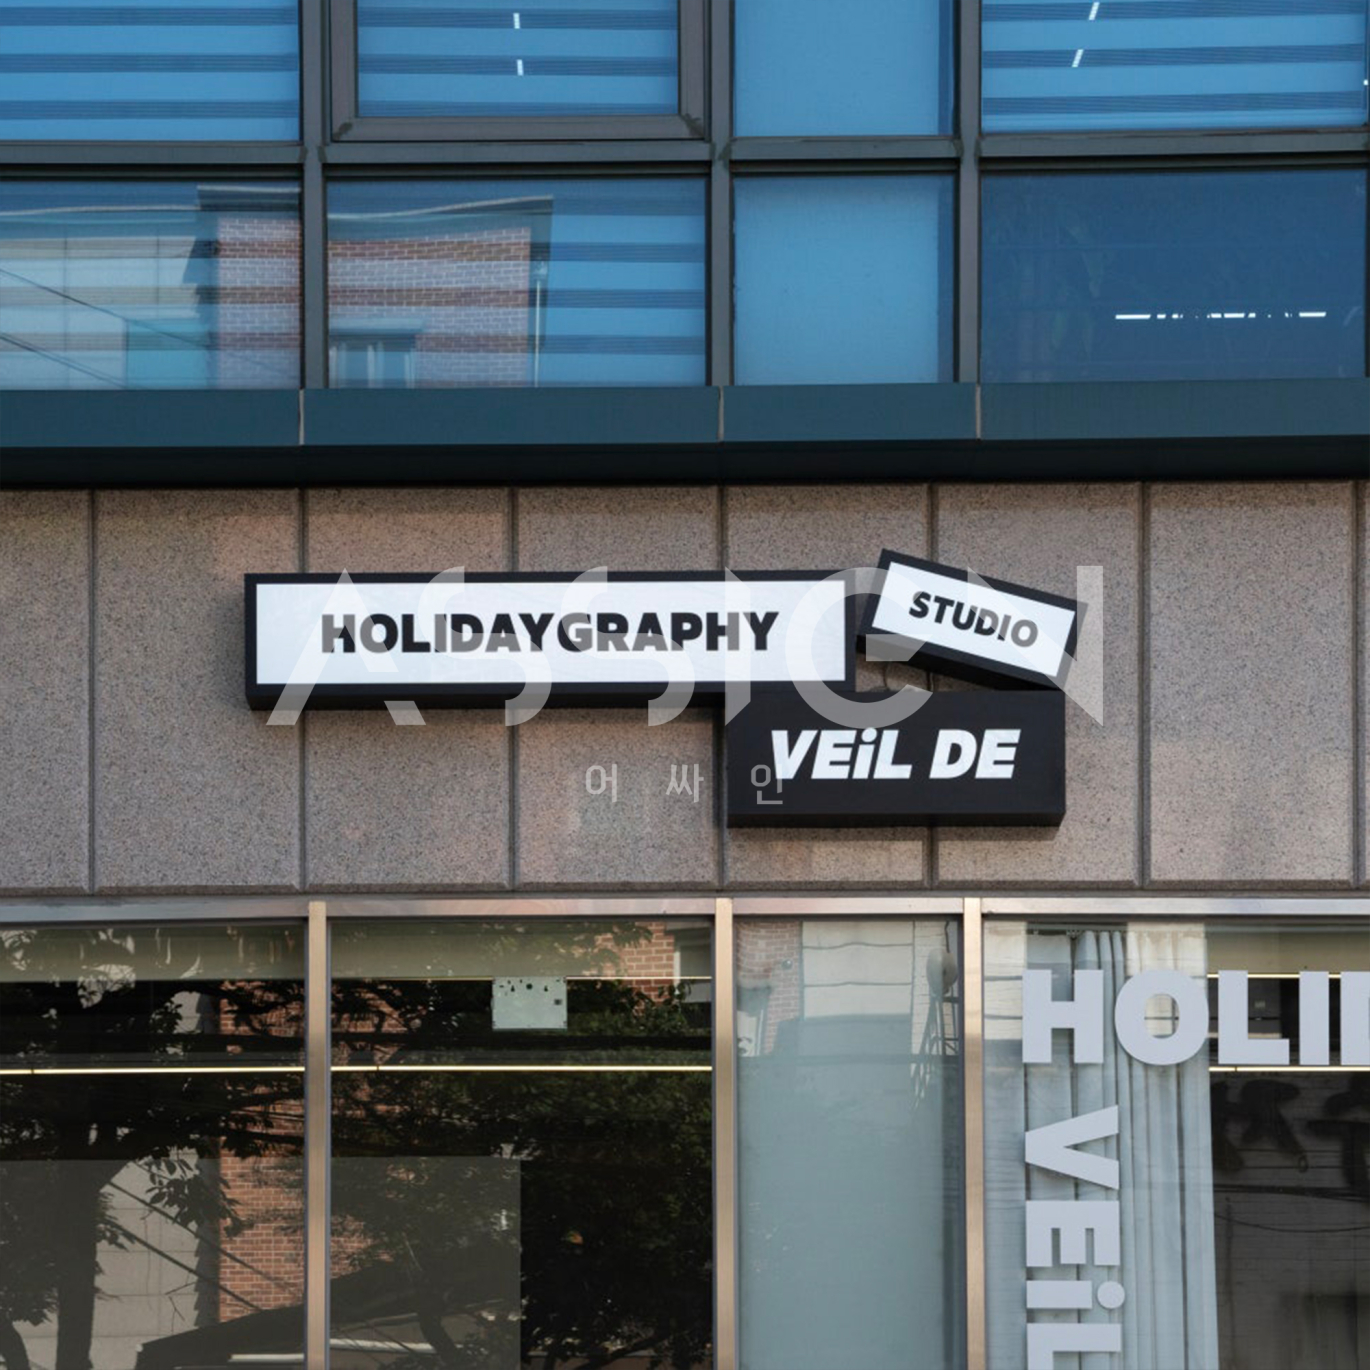 HOLIDAYGRAPHY
STUDIO
VEiL DE
ASSIGN
어싸인
HOLI
VEiL